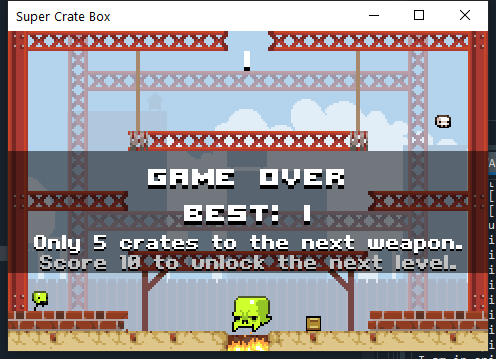 Super Crate Box
1
GAME OVER
BEST: 1
Only 5 crates to the next weapon.
Score 10 to unlock the next level.